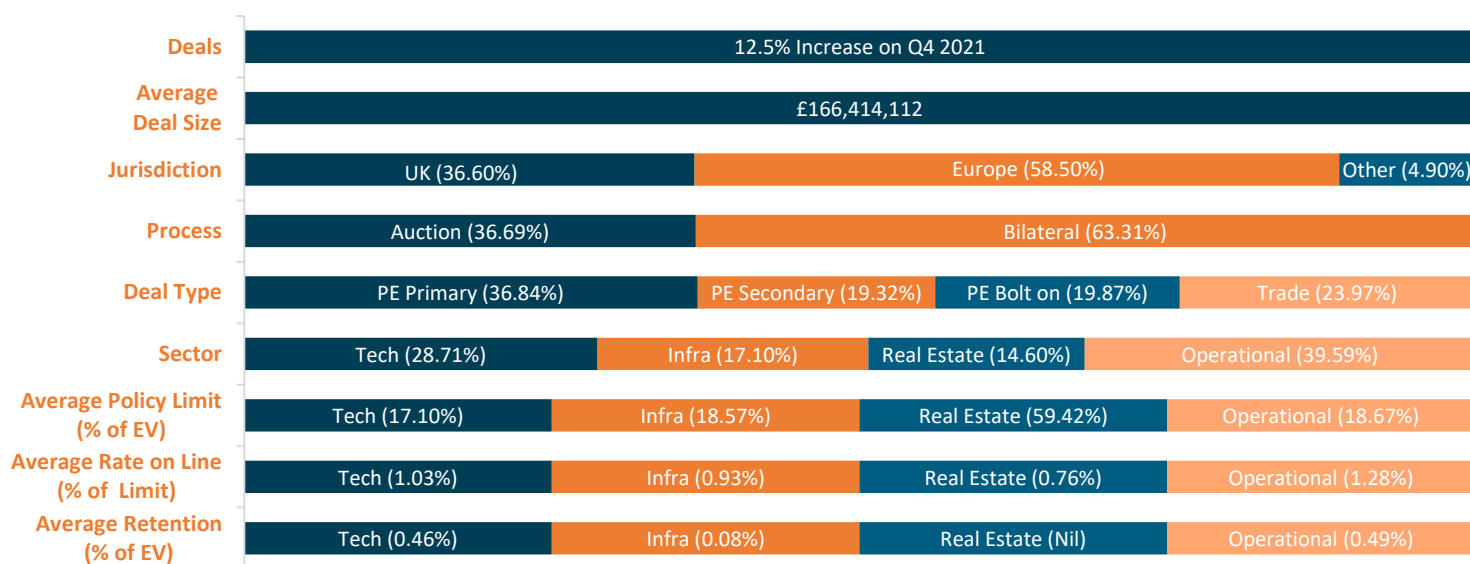 Deals
12.5% Increase on Q4 2021
Average
Deal Size
£166,414,112
Jurisdiction
UK (36.60%)
Europe (58.50%)
Other (4.90%)
Process
Auction (36.69%)
Bilateral (63.31%)
Deal Type
PE Primary (36.84%)
PE Secondary (19.32%)
PE Bolt on (19.87%)
Trade (23.97%)
Sector
Tech (28.71%)
Infra (17.10%)
Real Estate (14.60%)
Operational (39.59%)
Average Policy Limit
(% of EV)
Tech (17.10%)
Infra (18.57%)
Real Estate (59.42%)
Operational (18.67%)
Average Rate on Line
(% of Limit)
Tech (1.03%)
Infra (0.93%)
Real Estate (0.76%)
Operational (1.28%)
Average Retention
(% of EV)
Tech (0.46%)
Infra (0.08%)
Real Estate (Nil)
Operational (0.49%)